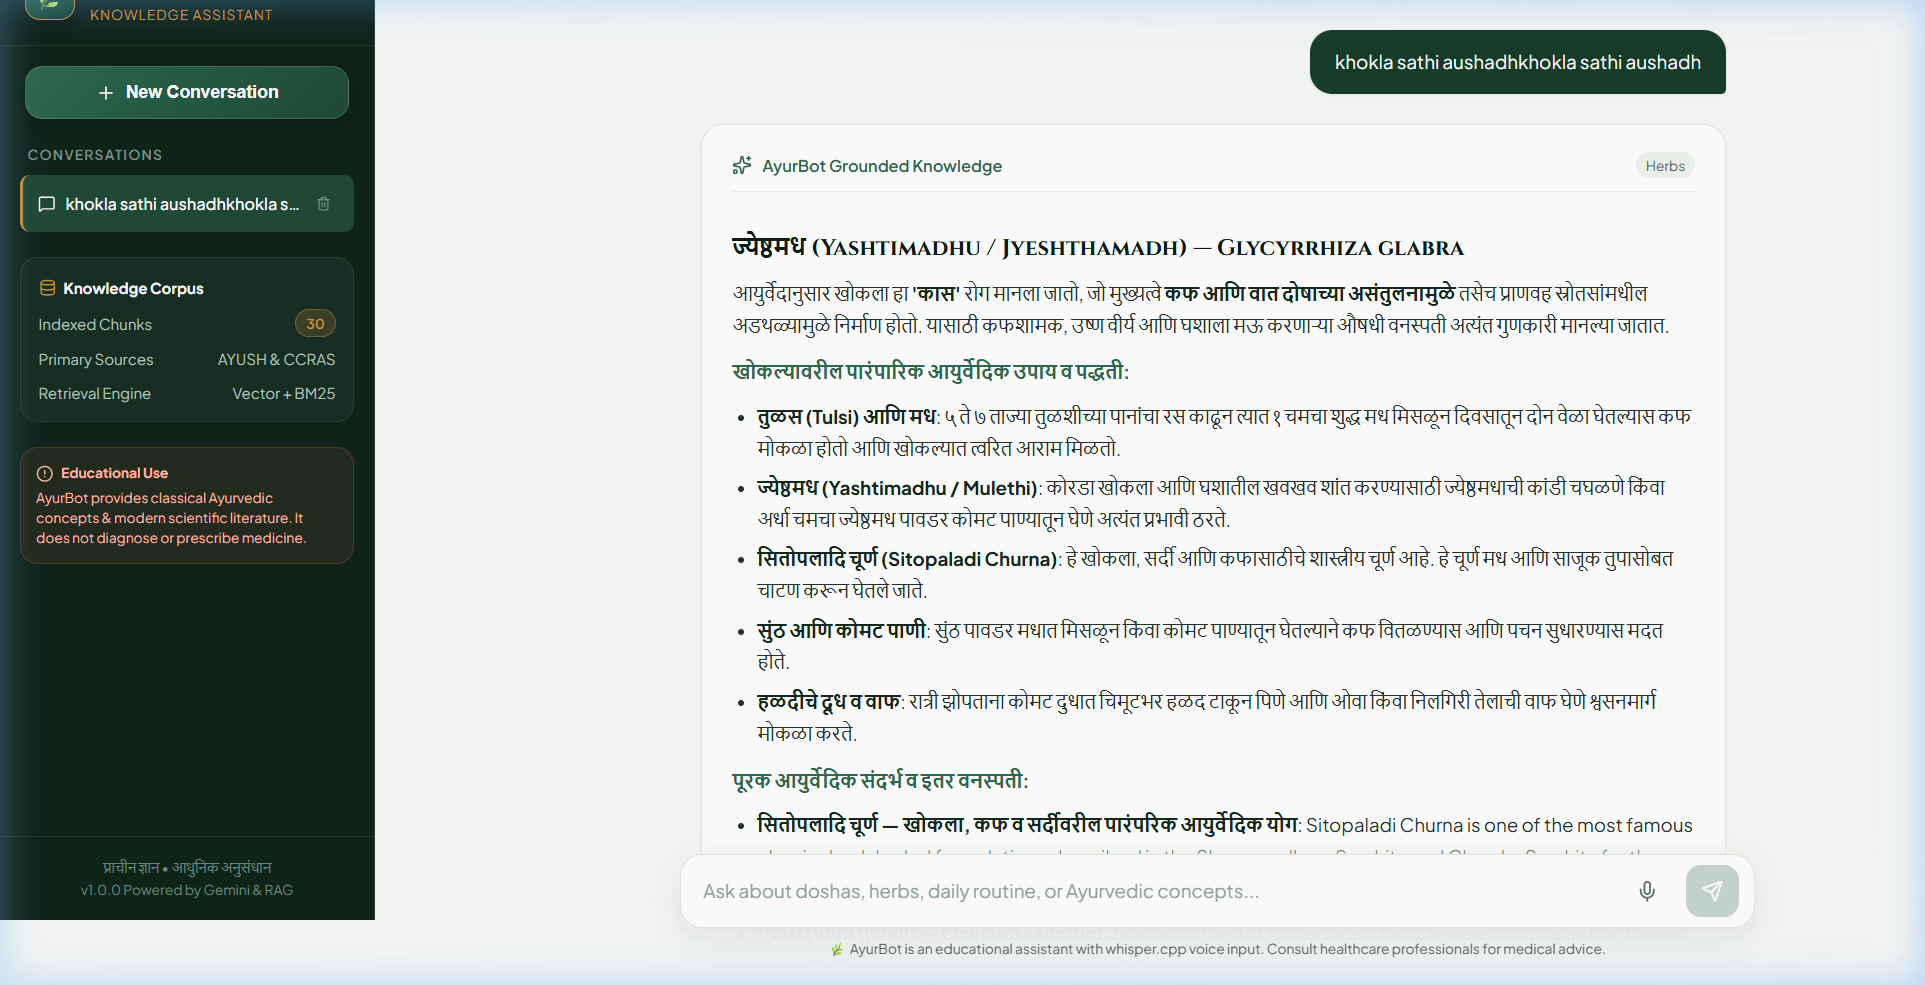 KNOWLEDGE ASSISTANT
New Conversation
CONVERSATIONS
khokla sathi aushadhkhokla s...
Knowledge Corpus
Indexed Chunks 30
Primary Sources AYUSH & CCRAS
Retrieval Engine Vector + BM25
Educational Use
AyurBot provides classical Ayurvedic
concepts & modern scientific literature. It
does not diagnose or prescribe medicine.
प्राचीन ज्ञान • आधुनिक अनुसंधान
v1.0.0 Powered by Gemini & RAG
khokla sathi aushadhkhokla sathi aushadh
AyurBot Grounded Knowledge
Herbs
ज्येष्ठमध (Yashtimadhu / Jyeshthamadh) — Glycyrrhiza glabra
आयुर्वेदानुसार खोकला हा 'कास' रोग मानला जातो, जो मुख्यत्वे कफ आणि वात दोषाच्या असंतुलनामुळे तसेच प्राणवह स्रोतसांमधील
अडथळ्यामुळे निर्माण होतो. यासाठी कफशामक, उष्ण वीर्य आणि घशाला मऊ करणाऱ्या औषधी वनस्पती अत्यंत गुणकारी मानल्या जातात.
खोकल्यावरील पारंपारिक आयुर्वेदिक उपाय व पद्धती:
• तुळस (Tulsi) आणि मध: ५ ते ७ ताज्या तुळशीच्या पानांचा रस काढून त्यात १ चमचा शुद्ध मध मिसळून दिवसातून दोन वेळा घेतल्यास कफ
मोकळा होतो आणि खोकल्यात त्वरित आराम मिळतो.
• ज्येष्ठमध (Yashtimadhu / Mulethi): कोरडा खोकला आणि घशातील खवखव शांत करण्यासाठी ज्येष्ठमधाची कांडी चघळणे किंवा
अर्धा चमचा ज्येष्ठमध पावडर कोमट पाण्यातून घेणे अत्यंत प्रभावी ठरते.
• सितोपलादि चूर्ण (Sitopaladi Churna): हे खोकला, सर्दी आणि कफासाठीचे शास्त्रीय चूर्ण आहे. हे चूर्ण मध आणि साजूक तुपासोबत
चाटण करून घेतले जाते.
• सुंठ आणि कोमट पाणी: सुंठ पावडर मधात मिसळून किंवा कोमट पाण्यातून घेतल्याने कफ वितळण्यास आणि पचन सुधारण्यास मदत
होते.
• हळदीचे दूध व वाफ: रात्री झोपताना कोमट दुधात चिमूटभर हळद टाकून पिणे आणि ओवा किंवा निलगिरी तेलाची वाफ घेणे श्वसनमार्ग
मोकळा करते.
पूरक आयुर्वेदिक संदर्भ व इतर वनस्पती:
• सितोपलादि चूर्ण — खोकला, कफ व सर्दीवरील पारंपरिक आयुर्वेदिक योग: Sitopaladi Churna is one of the most famous
Ask about doshas, herbs, daily routine, or Ayurvedic concepts...
AyurBot is an educational assistant with whisper.cpp voice input. Consult healthcare professionals for medical advice.